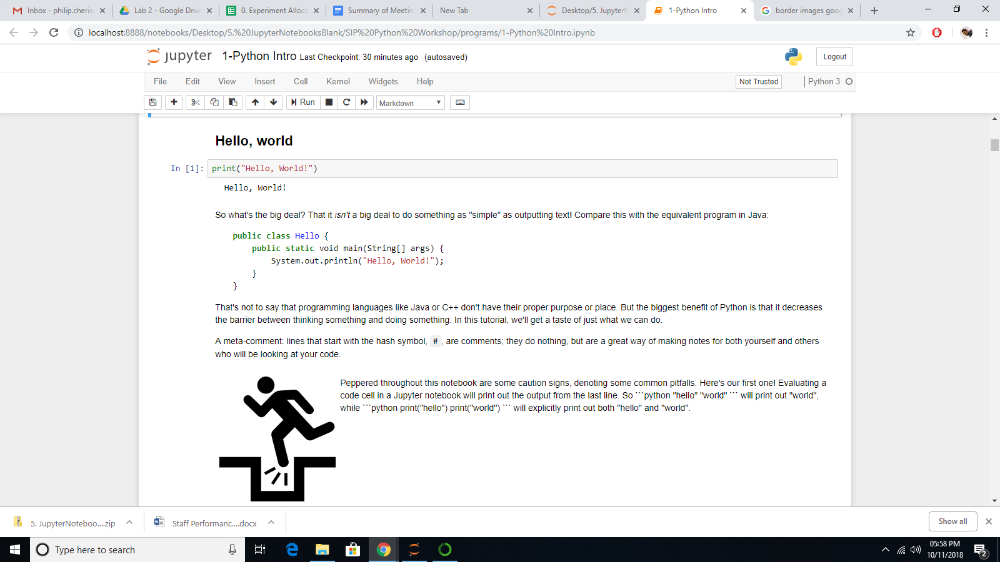 Inbox - philip.cheria
Lab 2 - Google Drive
0. Experiment Alloca
Summary of Meetin
New Tab
Desktop/5. JupyterN
1-Python Intro
border images goog
localhost:8888/notebooks/Desktop/5.%20JupyterNotebooksBlank/SIP%20Python%20Workshop/programs/1-Python%20Intro.ipynb
jupyter 1-Python Intro Last Checkpoint: 30 minutes ago (autosaved)
Logout
File Edit View Insert Cell Kernel Widgets Help
Not Trusted
Python 3
Run
Markdown
Hello, world
In [1]: print("Hello, World!")
Hello, World!
So what's the big deal? That it isn't a big deal to do something as "simple" as outputting text! Compare this with the equivalent program in Java:
public class Hello {
    public static void main(String[] args) {
        System.out.println("Hello, World!");
    }
}
That's not to say that programming languages like Java or C++ don't have their proper purpose or place. But the biggest benefit of Python is that it decreases
the barrier between thinking something and doing something. In this tutorial, we'll get a taste of just what we can do.
A meta-comment: lines that start with the hash symbol, # , are comments; they do nothing, but are a great way of making notes for both yourself and others
who will be looking at your code.
Peppered throughout this notebook are some caution signs, denoting some common pitfalls. Here's our first one! Evaluating a
code cell in a Jupyter notebook will print out the output from the last line. So ```python "hello" "world" ``` will print out "world",
while ```python print("hello") print("world") ``` will explicitly print out both "hello" and "world".
5. JupyterNoteboo....zip
Staff Performanc....docx
Show all
Type here to search
05:58 PM
10/11/2018
2